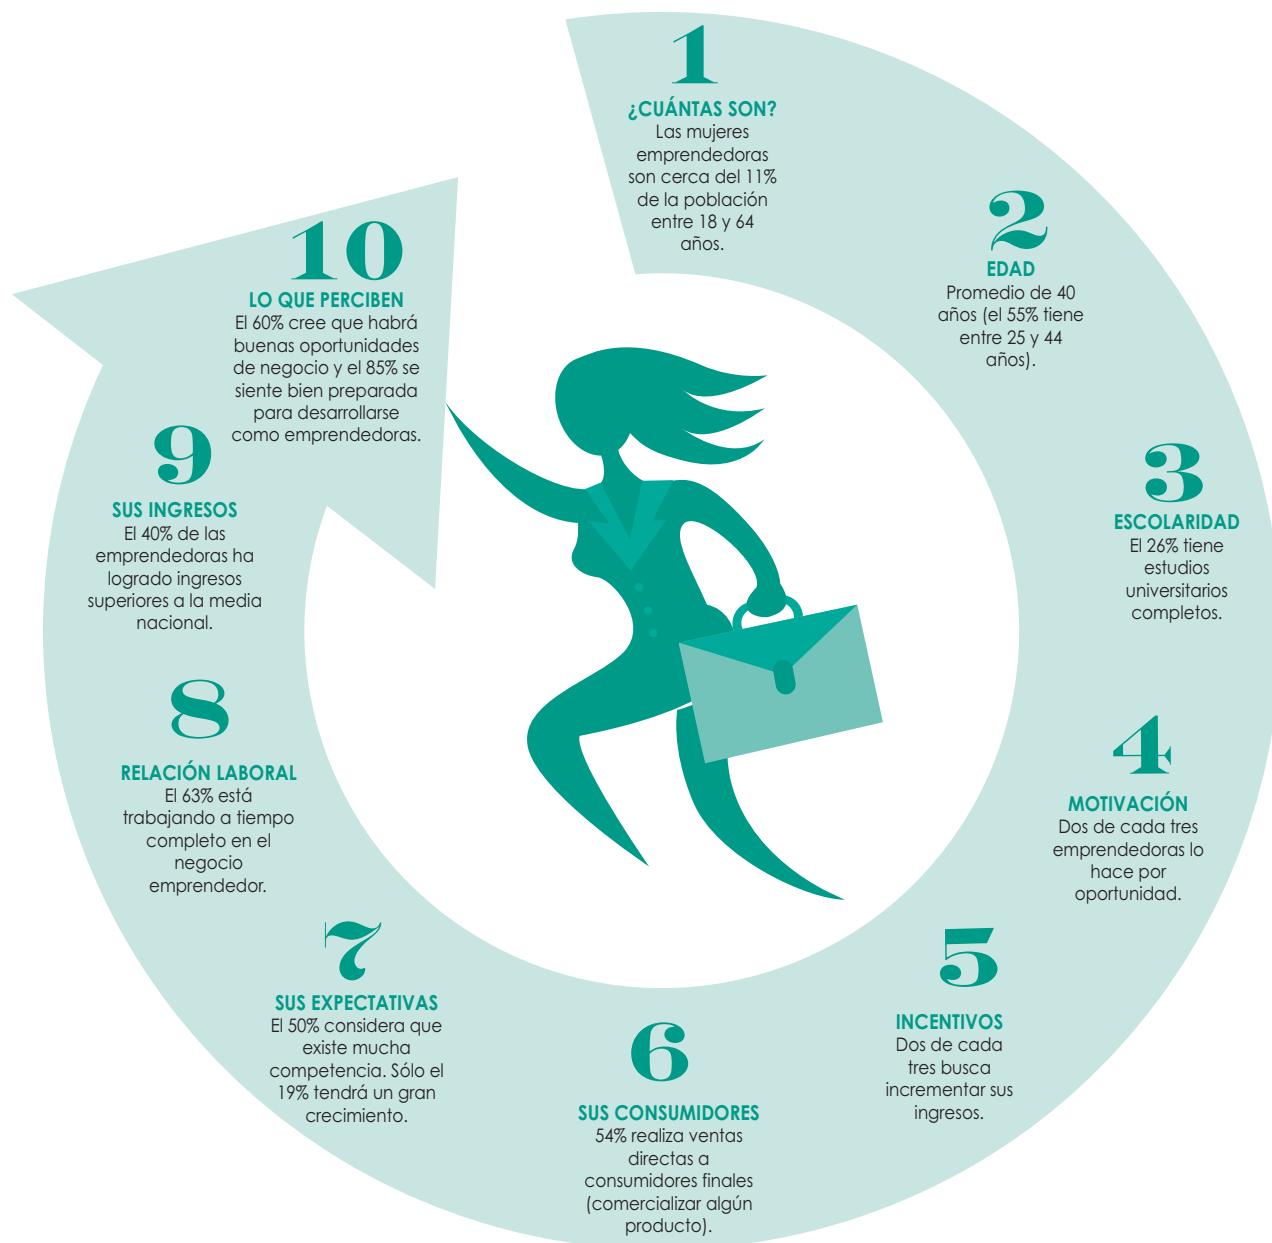 1
¿CUÁNTAS SON?
Las mujeres
emprendedoras
son cerca del 11%
de la población
entre 18 y 64
años.
2
EDAD
Promedio de 40
años (el 55% tiene
entre 25 y 44
años).
3
ESCOLARIDAD
El 26% tiene
estudios
universitarios
completos.
4
MOTIVACIÓN
Dos de cada tres
emprendedoras lo
hace por
oportunidad.
5
INCENTIVOS
Dos de cada
tres busca
incrementar sus
ingresos.
6
SUS CONSUMIDORES
54% realiza ventas
directas a
consumidores finales
(comercializar algún
producto).
7
SUS EXPECTATIVAS
El 50% considera que
existe mucha
competencia. Sólo el
19% tendrá un gran
crecimiento.
8
RELACIÓN LABORAL
El 63% está
trabajando a tiempo
completo en el
negocio
emprendedor.
9
SUS INGRESOS
El 40% de las
emprendedoras ha
logrado ingresos
superiores a la media
nacional.
10
LO QUE PERCIBEN
El 60% cree que habrá
buenas oportunidades
de negocio y el 85% se
siente bien preparada
para desarrollarse
como emprendedoras.